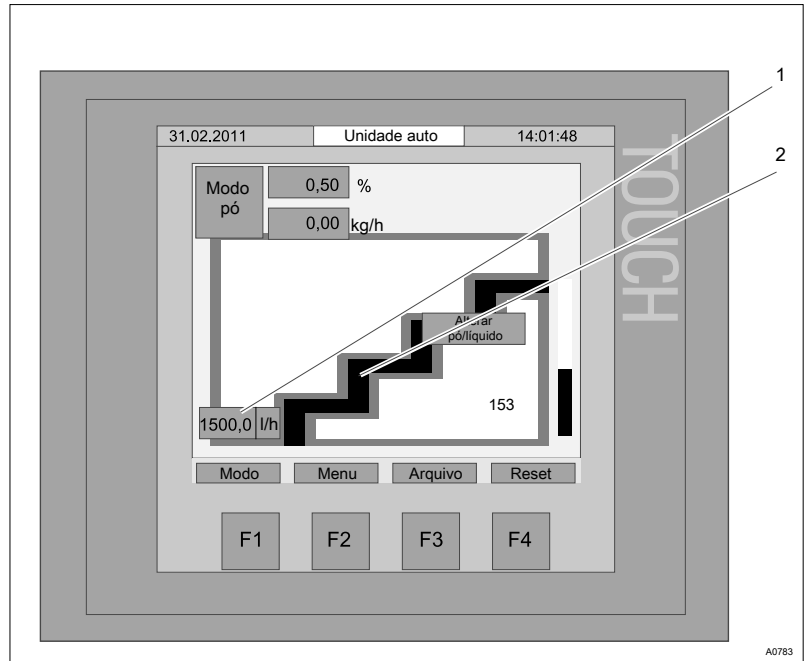 1
2
31.02.2011 Unidade auto 14:01:48
TOUCH
Modo
pó
0,50 %
0,00 kg/h
Alterar
pó/líquido
153
1500,0 l/h
Modo Menu Arquivo Reset
F1 F2 F3 F4
A0783